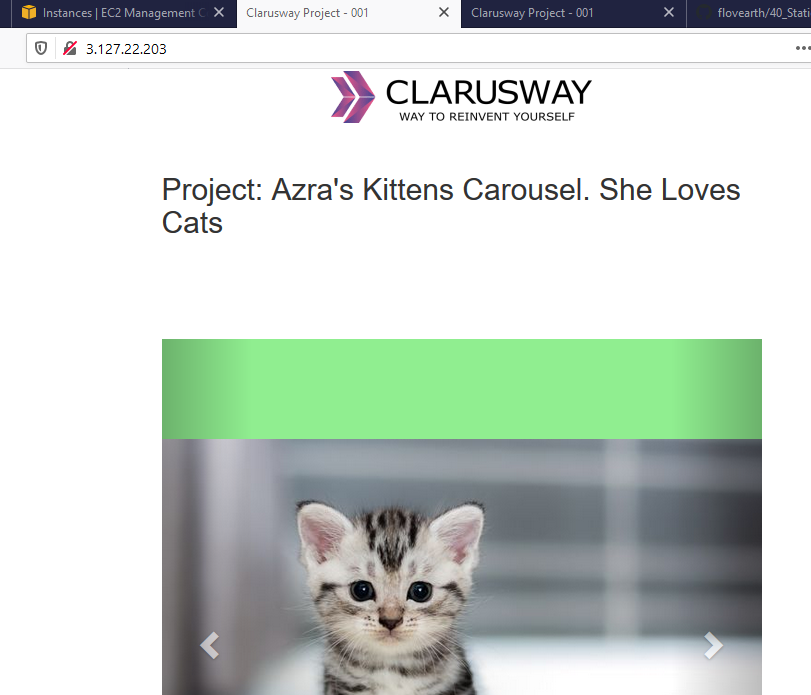 Instances | EC2 Management C
Clarusway Project - 001
Clarusway Project - 001
flovearth/40_Stati
3.127.22.203
CLARUSWAY
WAY TO REINVENT YOURSELF
Project: Azra's Kittens Carousel. She Loves
Cats